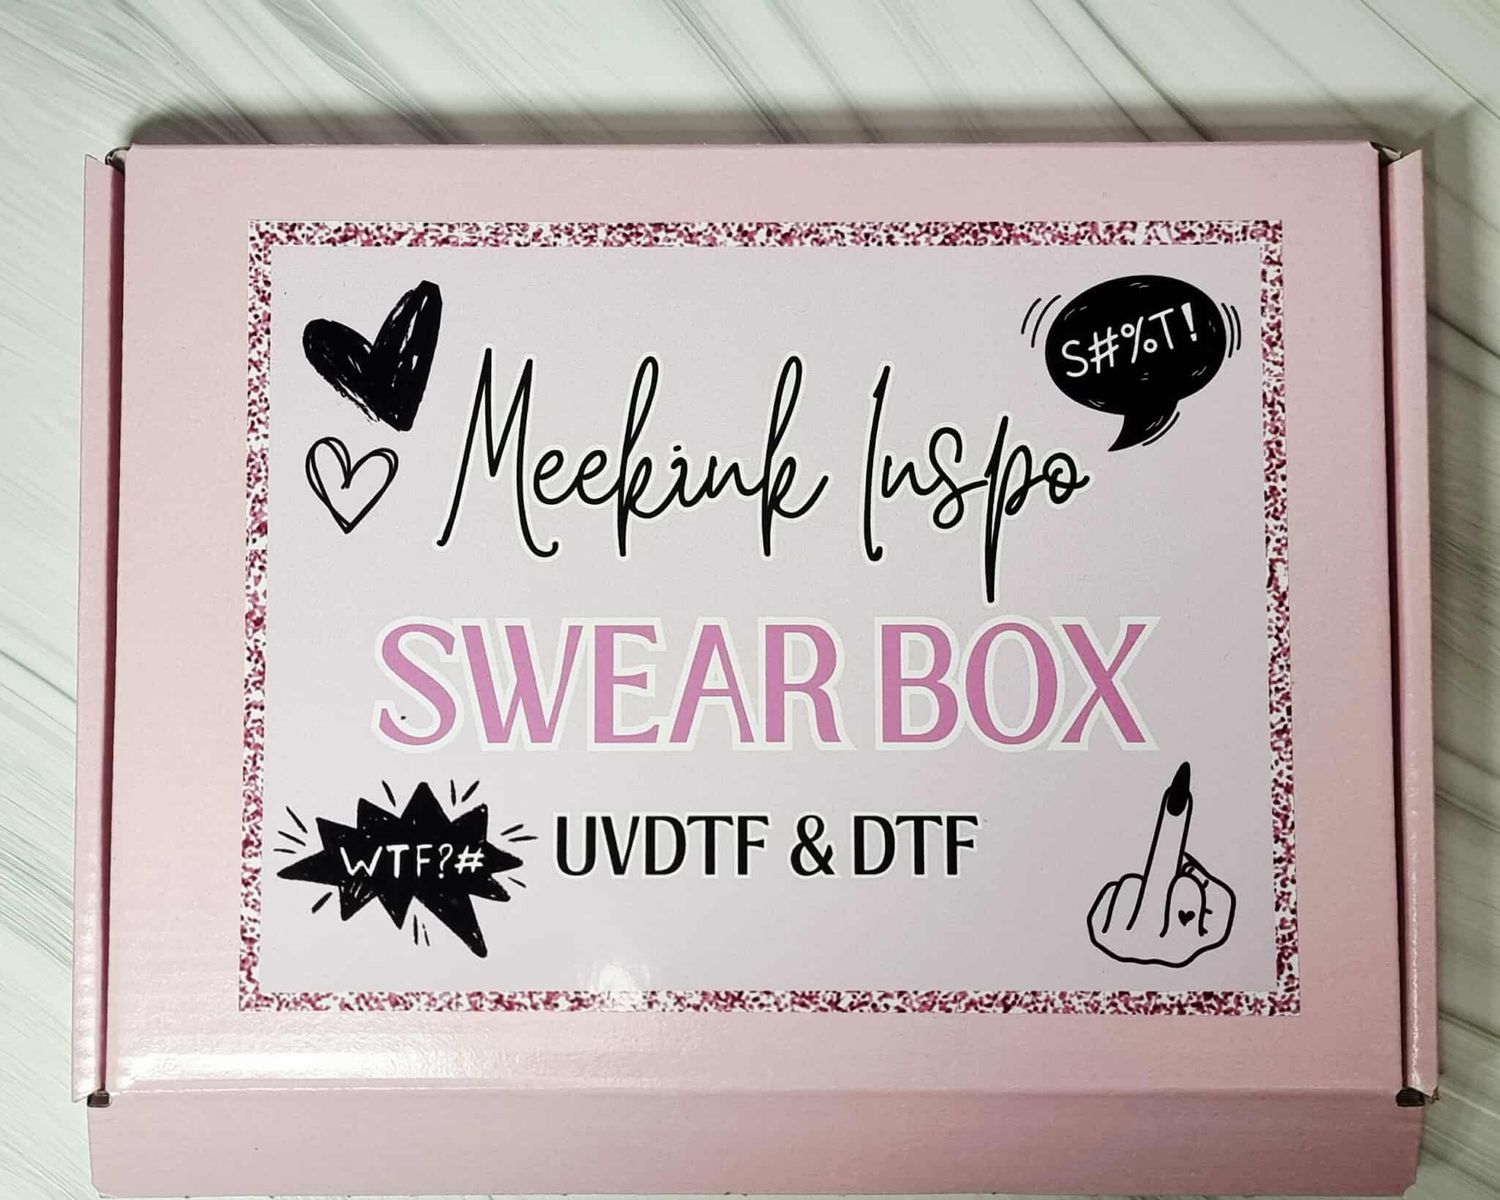 S#%T!
Meekink Inspo
SWEAR BOX
WTF?#
UVDTF & DTF